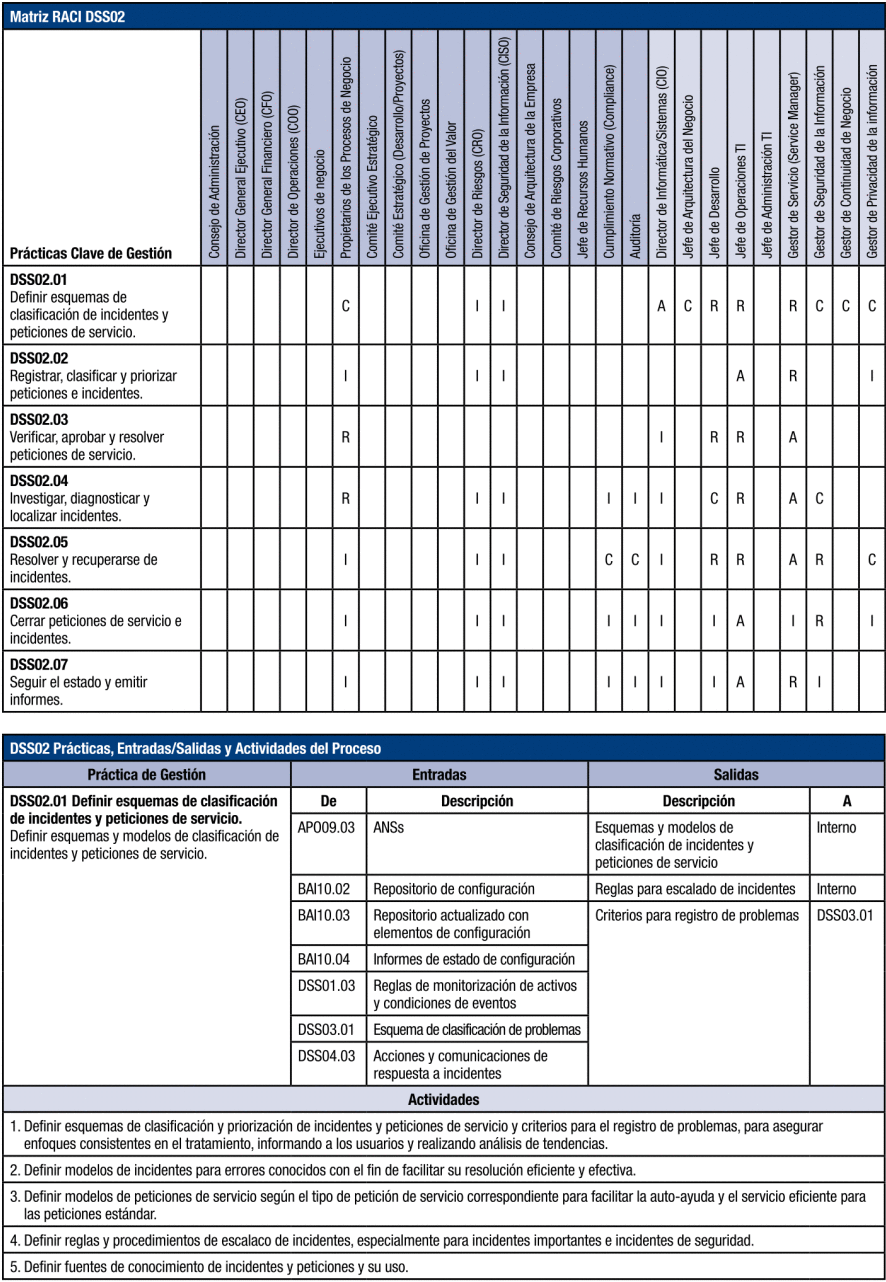 Matriz RACI DSS02
Prácticas Clave de Gestión
Consejo de Administración
Director General Ejecutivo (CEO)
Director General Financiero (CFO)
Director de Operaciones (COO)
Ejecutivos de negocio
Propietarios de los Procesos de Negocio
Comité Ejecutivo Estratégico
Comité Estratégico (Desarrollo/Proyectos)
Oficina de Gestión de Proyectos
Oficina de Gestión del Valor
Director de Riesgos (CRO)
Director de Seguridad de la Información (CISO)
Consejo de Arquitectura de la Empresa
Comité de Riesgos Corporativos
Jefe de Recursos Humanos
Cumplimiento Normativo (Compliance)
Auditoría
Director de Informática/Sistemas (CIO)
Jefe de Arquitectura del Negocio
Jefe de Desarrollo
Jefe de Operaciones TI
Jefe de Administración TI
Gestor de Servicio (Service Manager)
Gestor de Seguridad de la Información
Gestor de Continuidad de Negocio
Gestor de Privacidad de la información
DSS02.01
Definir esquemas de
clasificación de incidentes y
peticiones de servicio.
C I I A C R R R C C C
DSS02.02
Registrar, clasificar y priorizar
peticiones e incidentes.
I I I A R I
DSS02.03
Verificar, aprobar y resolver
peticiones de servicio.
R I R R A
DSS02.04
Investigar, diagnosticar y
localizar incidentes.
R I I I I I C R A C
DSS02.05
Resolver y recuperarse de
incidentes.
I I I C C I R R A R C
DSS02.06
Cerrar peticiones de servicio e
incidentes.
I I I I I I I A I R I
DSS02.07
Seguir el estado y emitir
informes.
I I I I I I I A R I
DSS02 Prácticas, Entradas/Salidas y Actividades del Proceso
Práctica de Gestión Entradas Salidas
DSS02.01 Definir esquemas de clasificación
de incidentes y peticiones de servicio.
Definir esquemas y modelos de clasificación de
incidentes y peticiones de servicio.
De Descripción Descripción A
APO09.03 ANSs Esquemas y modelos de
clasificación de incidentes y
peticiones de servicio
Interno
BAI10.02 Repositorio de configuración Reglas para escalado de incidentes Interno
BAI10.03 Repositorio actualizado con
elementos de configuración
Criterios para registro de problemas DSS03.01
BAI10.04 Informes de estado de configuración
DSS01.03 Reglas de monitorización de activos
y condiciones de eventos
DSS03.01 Esquema de clasificación de problemas
DSS04.03 Acciones y comunicaciones de
respuesta a incidentes
Actividades
1. Definir esquemas de clasificación y priorización de incidentes y peticiones de servicio y criterios para el registro de problemas, para asegurar
enfoques consistentes en el tratamiento, informando a los usuarios y realizando análisis de tendencias.
2. Definir modelos de incidentes para errores conocidos con el fin de facilitar su resolución eficiente y efectiva.
3. Definir modelos de peticiones de servicio según el tipo de petición de servicio correspondiente para facilitar la auto-ayuda y el servicio eficiente para
las peticiones estándar.
4. Definir reglas y procedimientos de escalaco de incidentes, especialmente para incidentes importantes e incidentes de seguridad.
5. Definir fuentes de conocimiento de incidentes y peticiones y su uso.